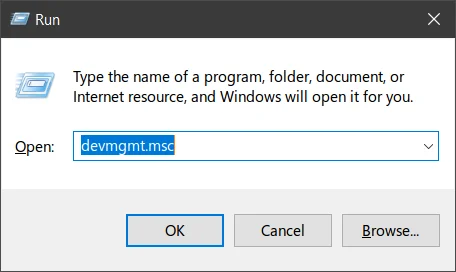 Run
Type the name of a program, folder, document, or
Internet resource, and Windows will open it for you.
Open: devmgmt.msc
OK Cancel Browse...